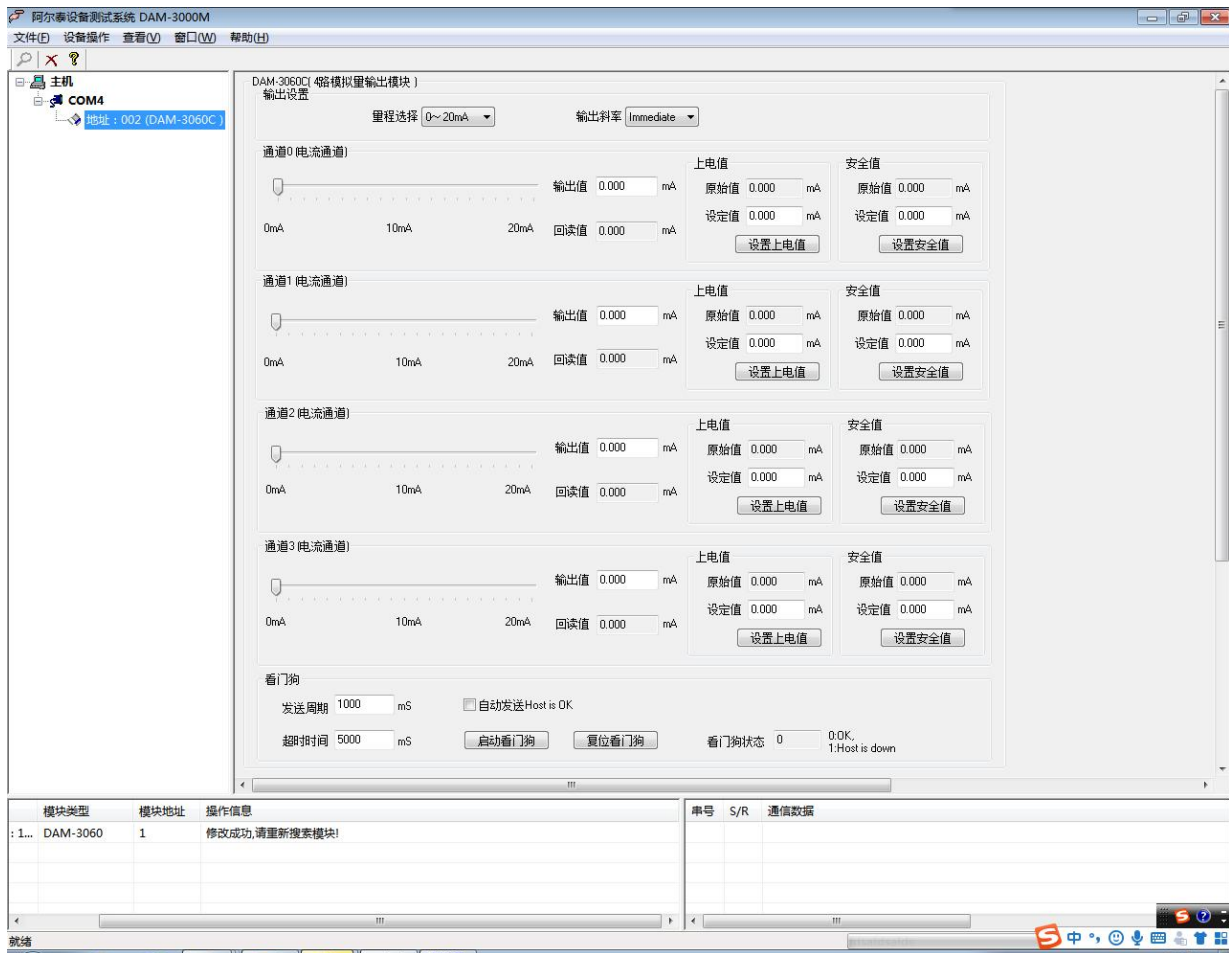 阿尔泰设备测试系统 DAM-3000M
文件(F) 设备操作 查看(V) 窗口(W) 帮助(H)
主机
COM4
地址：002 (DAM-3060C )
DAM-3060C( 4路模拟量输出模块 )
输出设置
量程选择 0～20mA 输出斜率 Immediate
通道0(电流通道)
上电值 安全值
输出值 0.000 mA 原始值 0.000 mA 原始值 0.000 mA
设定值 0.000 mA 设定值 0.000 mA
0mA 10mA 20mA 回读值 0.000 mA
设置上电值 设置安全值
通道1(电流通道)
上电值 安全值
输出值 0.000 mA 原始值 0.000 mA 原始值 0.000 mA
设定值 0.000 mA 设定值 0.000 mA
0mA 10mA 20mA 回读值 0.000 mA
设置上电值 设置安全值
通道2(电流通道)
上电值 安全值
输出值 0.000 mA 原始值 0.000 mA 原始值 0.000 mA
设定值 0.000 mA 设定值 0.000 mA
0mA 10mA 20mA 回读值 0.000 mA
设置上电值 设置安全值
通道3(电流通道)
上电值 安全值
输出值 0.000 mA 原始值 0.000 mA 原始值 0.000 mA
设定值 0.000 mA 设定值 0.000 mA
0mA 10mA 20mA 回读值 0.000 mA
设置上电值 设置安全值
看门狗
发送周期 1000 mS 自动发送Host is OK
超时时间 5000 mS 启动看门狗 复位看门狗 看门狗状态 0 0:OK,
1:Host is down
模块类型 模块地址 操作信息 串号 S/R 通信数据
: 1... DAM-3060 1 修改成功,请重新搜索模块!
就绪
中